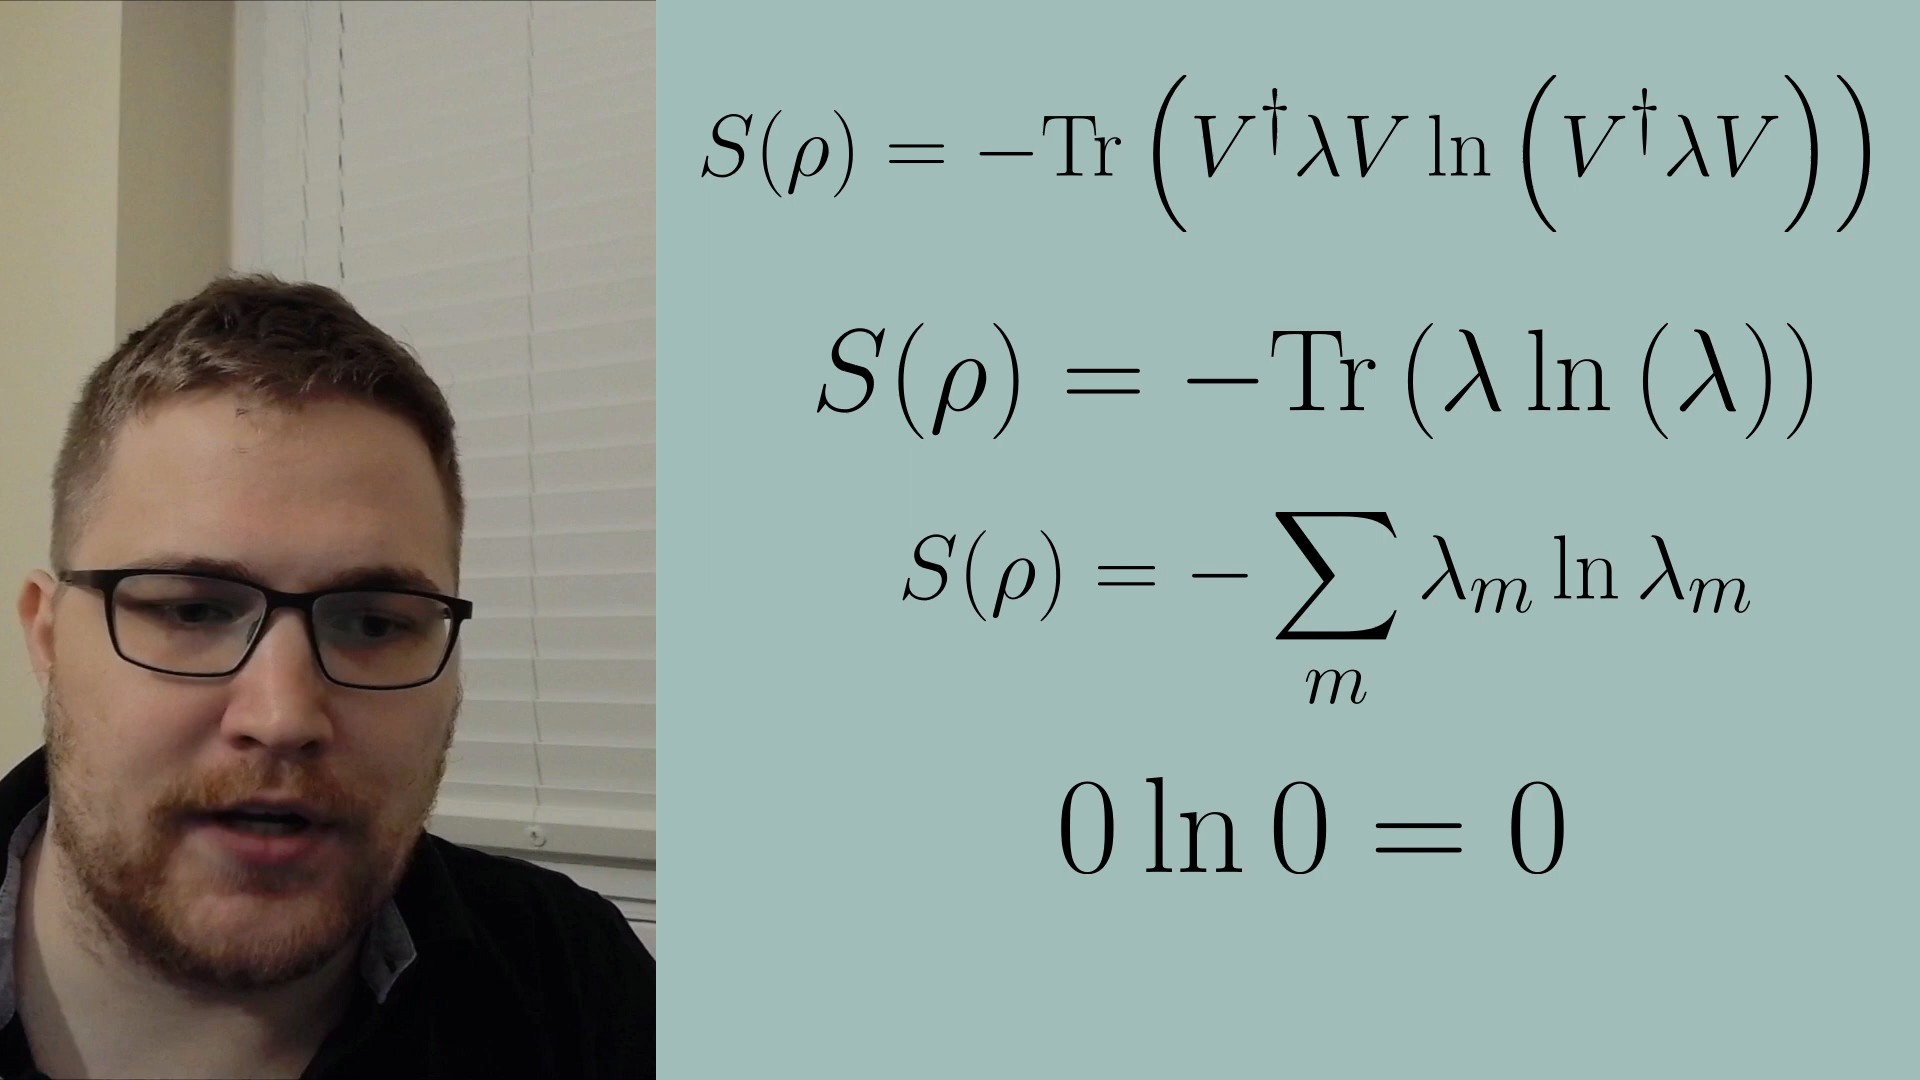 S(ρ) = −Tr (V†λV ln (V†λV))
S(ρ) = −Tr (λ ln (λ))
S(ρ) = − ∑ₘ λₘ ln λₘ
0 ln 0 = 0